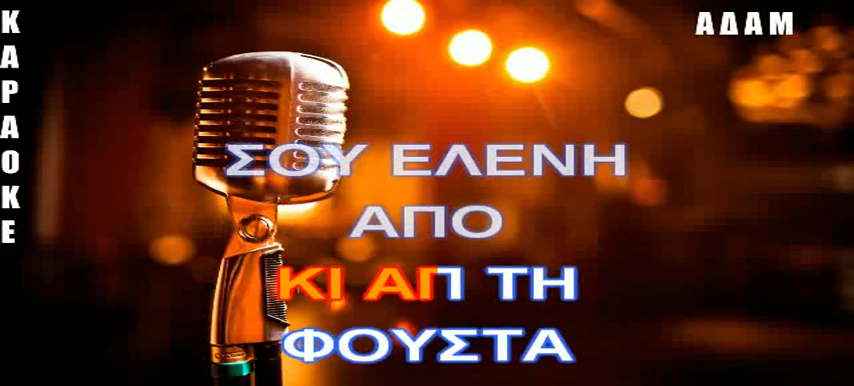 ΚΑΡΑΟΚΕ
ΑΔΑΜ
ΣΟΥ ΕΛΕΝΗ
ΑΠΟ
ΚΙ ΑΠ ΤΗ
ΦΟΥΣΤΑ